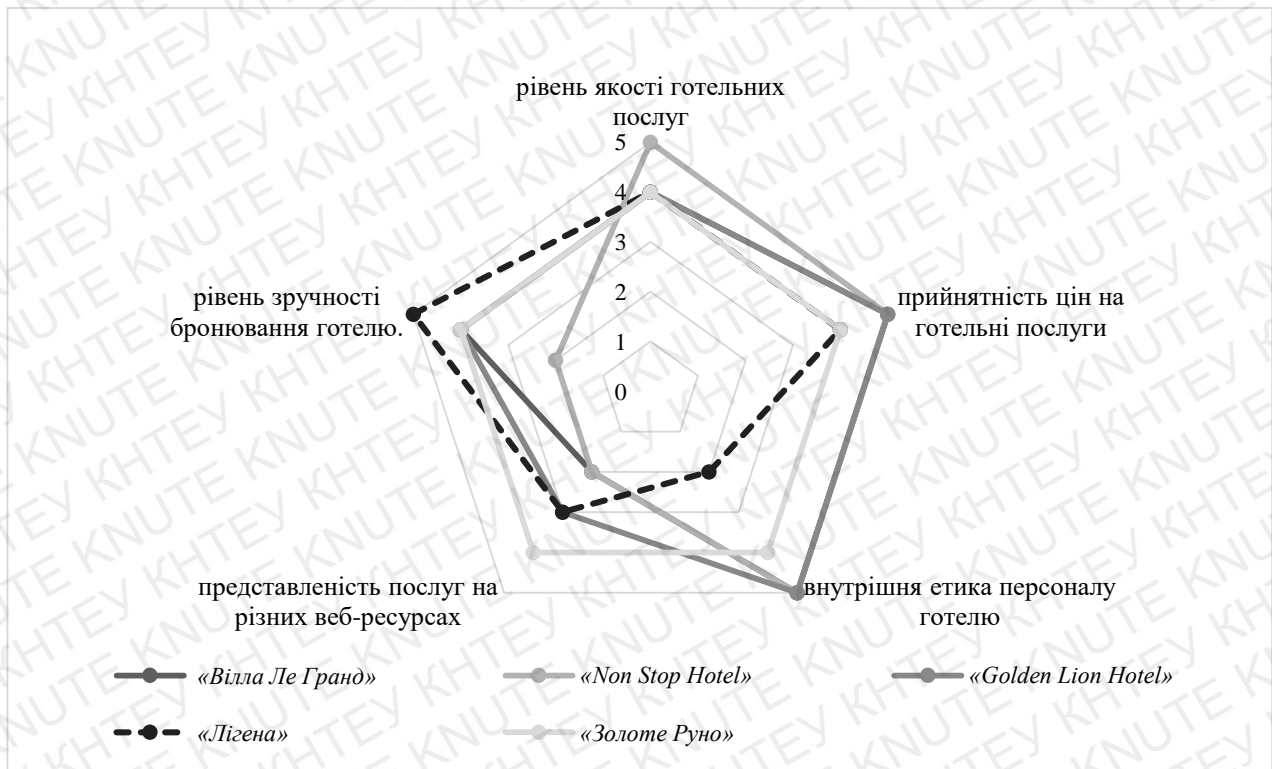 рівень якості готельних
послуг
5
4
3
2
1
0
рівень зручності
бронювання готелю.
прийнятність цін на
готельні послуги
представленість послуг на
різних веб-ресурсах
внутрішня етика персоналу
готелю
«Вілла Ле Гранд»
«Non Stop Hotel»
«Golden Lion Hotel»
«Лігена»
«Золоте Руно»
KNUTE КНТЕУ